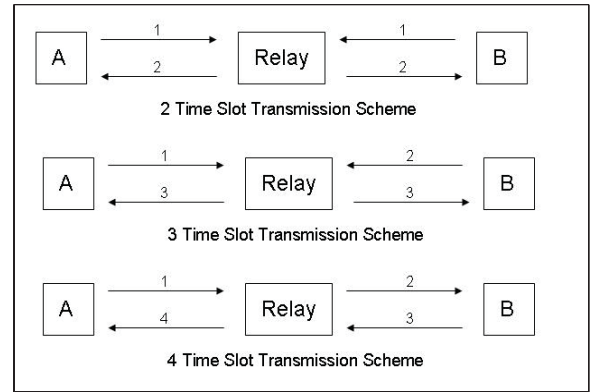 1 1
A Relay B
2 2
2 Time Slot Transmission Scheme
1 2
A Relay B
3 3
3 Time Slot Transmission Scheme
1 2
A Relay B
4 3
4 Time Slot Transmission Scheme